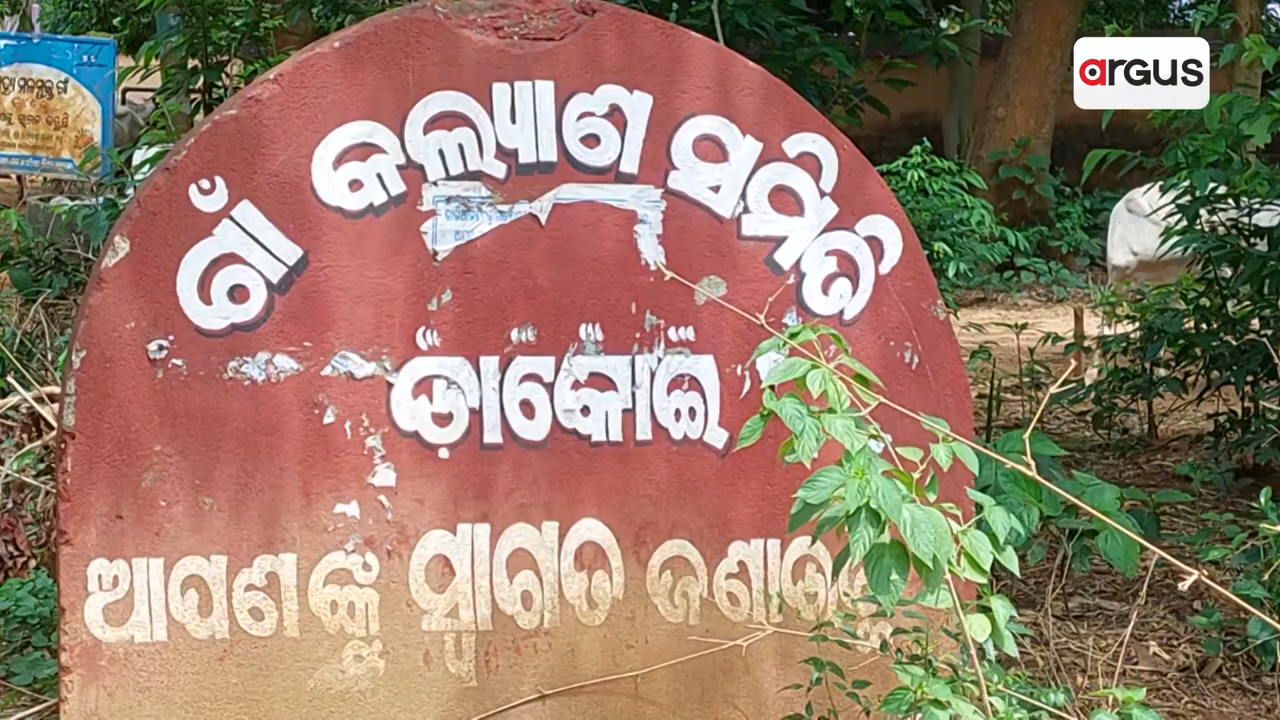 argus
ଗାଁ କଲ୍ୟାଣ ସମିତି
ଡାଙ୍କୋଇ
ଆପଣଙ୍କୁ ସ୍ୱାଗତ ଜଣାଉଛୁ